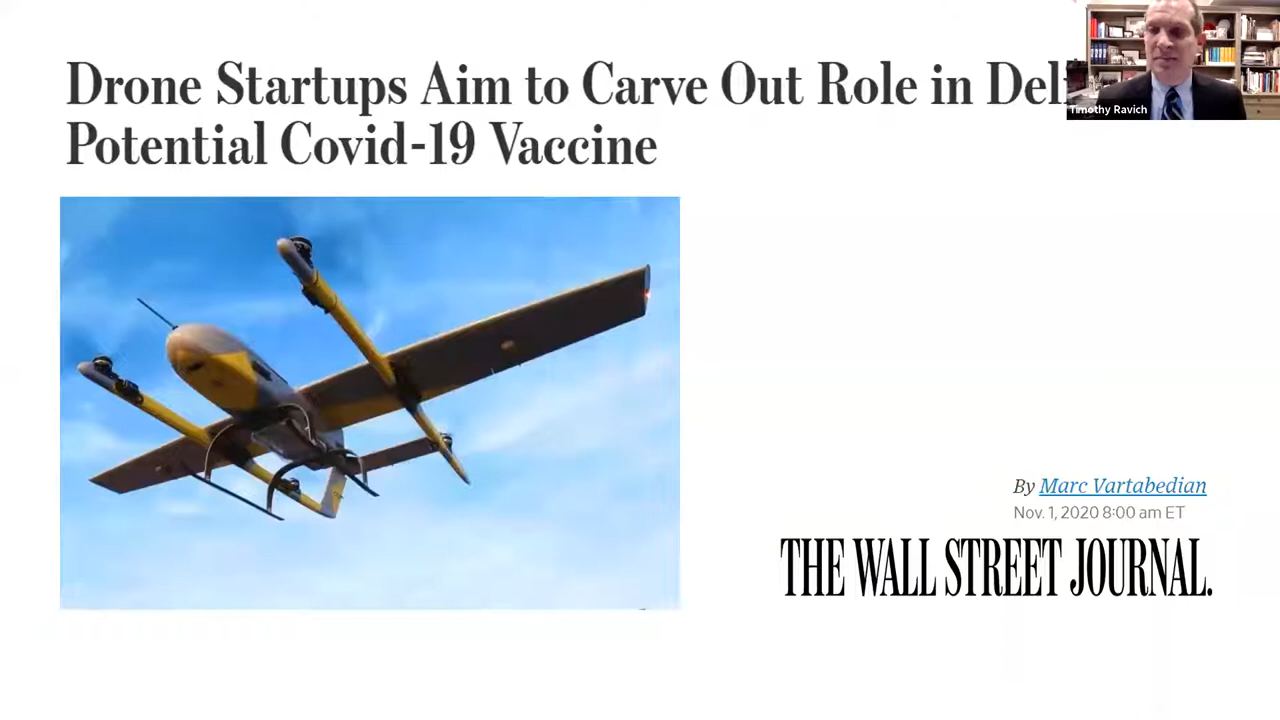 Drone Startups Aim to Carve Out Role in
Potential Covid-19 Vaccine
Timothy Ravich
By Marc Vartabedian
Nov. 1, 2020 8:00 am ET
THE WALL STREET JOURNAL.